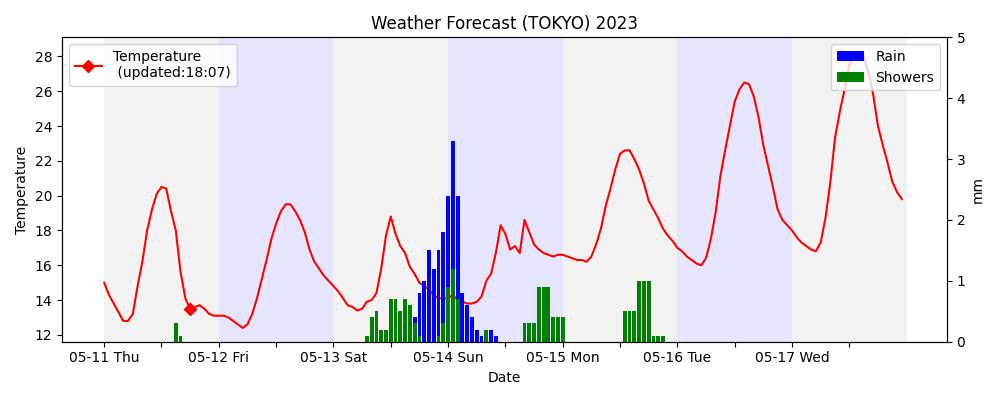 Weather Forecast (TOKYO) 2023
Temperature
(updated:18:07)
Rain
Showers
28
26
24
22
20
18
16
14
12
Temperature
5
4
3
2
1
0
mm
05-11 Thu
05-12 Fri
05-13 Sat
05-14 Sun
05-15 Mon
05-16 Tue
05-17 Wed
Date